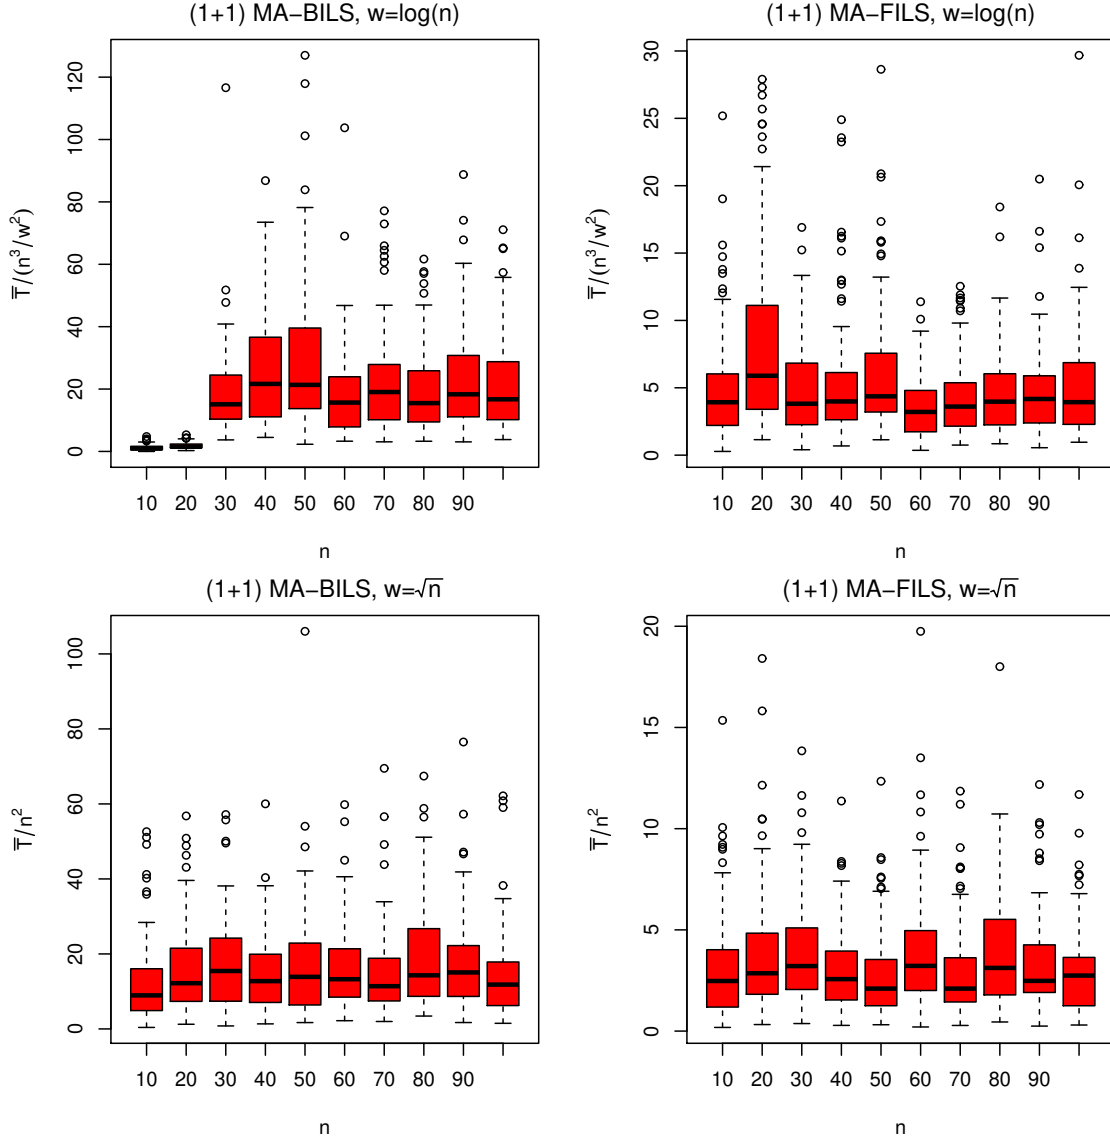 (1+1) MA−BILS, w=log(n)
T̿/(n³/w²)
0 20 40 60 80 100 120
10 20 30 40 50 60 70 80 90
n
(1+1) MA−FILS, w=log(n)
T̿/(n³/w²)
0 5 10 15 20 25 30
10 20 30 40 50 60 70 80 90
n
(1+1) MA−BILS, w=√n
T̿/n²
0 20 40 60 80 100
10 20 30 40 50 60 70 80 90
n
(1+1) MA−FILS, w=√n
T̿/n²
0 5 10 15 20
10 20 30 40 50 60 70 80 90
n